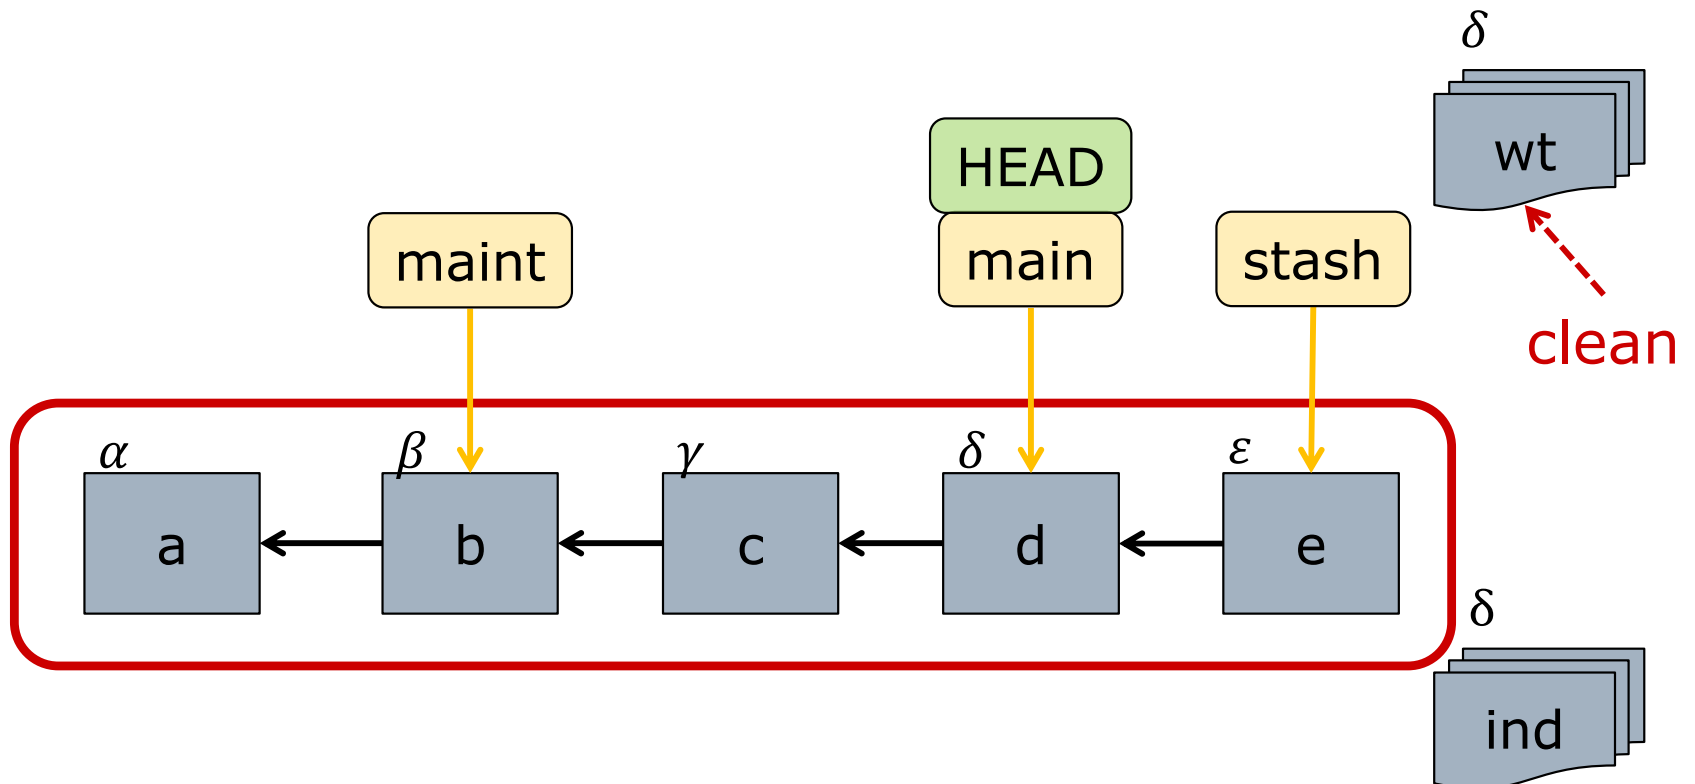 δ
wt
HEAD
maint
main
stash
clean
α
β
γ
δ
ε
a
b
c
d
e
δ
ind